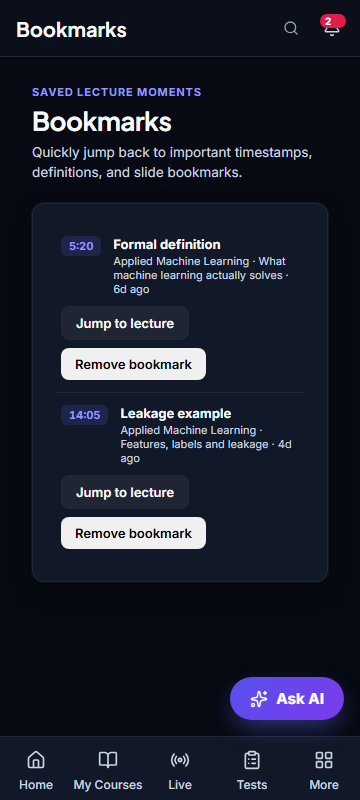 Bookmarks
2
SAVED LECTURE MOMENTS
Bookmarks
Quickly jump back to important timestamps,
definitions, and slide bookmarks.
5:20
Formal definition
Applied Machine Learning · What
machine learning actually solves ·
6d ago
Jump to lecture
Remove bookmark
14:05
Leakage example
Applied Machine Learning ·
Features, labels and leakage · 4d
ago
Jump to lecture
Remove bookmark
Ask AI
Home
My Courses
Live
Tests
More